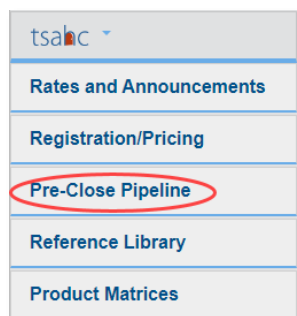 tsahc
Rates and Announcements
Registration/Pricing
Pre-Close Pipeline
Reference Library
Product Matrices